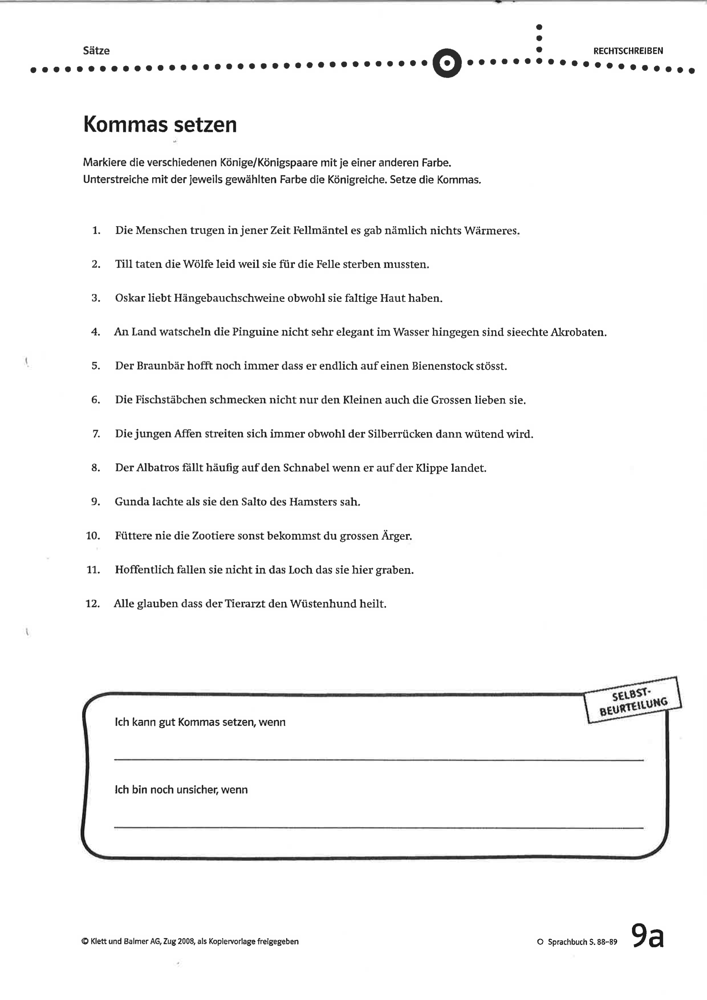 Sätze
RECHTSCHREIBEN
Kommas setzen
Markiere die verschiedenen Könige/Königspaare mit je einer anderen Farbe.
Unterstreiche mit der jeweils gewählten Farbe die Königreiche. Setze die Kommas.
1. Die Menschen trugen in jener Zeit Fellmäntel es gab nämlich nichts Wärmeres.
2. Till taten die Wölfe leid weil sie für die Felle sterben mussten.
3. Oskar liebt Hängebauchschweine obwohl sie faltige Haut haben.
4. An Land watscheln die Pinguine nicht sehr elegant im Wasser hingegen sind sieechte Akrobaten.
5. Der Braunbär hofft noch immer dass er endlich auf einen Bienenstock stösst.
6. Die Fischstäbchen schmecken nicht nur den Kleinen auch die Grossen lieben sie.
7. Die jungen Affen streiten sich immer obwohl der Silberrücken dann wütend wird.
8. Der Albatros fällt häufig auf den Schnabel wenn er auf der Klippe landet.
9. Gunda lachte als sie den Salto des Hamsters sah.
10. Füttere nie die Zootiere sonst bekommst du grossen Ärger.
11. Hoffentlich fallen sie nicht in das Loch das sie hier graben.
12. Alle glauben dass der Tierarzt den Wüstenhund heilt.
SELBST-
BEURTEILUNG
Ich kann gut Kommas setzen, wenn
Ich bin noch unsicher, wenn
© Klett und Balmer AG, Zug 2008, als Kopiervorlage freigegeben
O Sprachbuch S. 88–89
9a